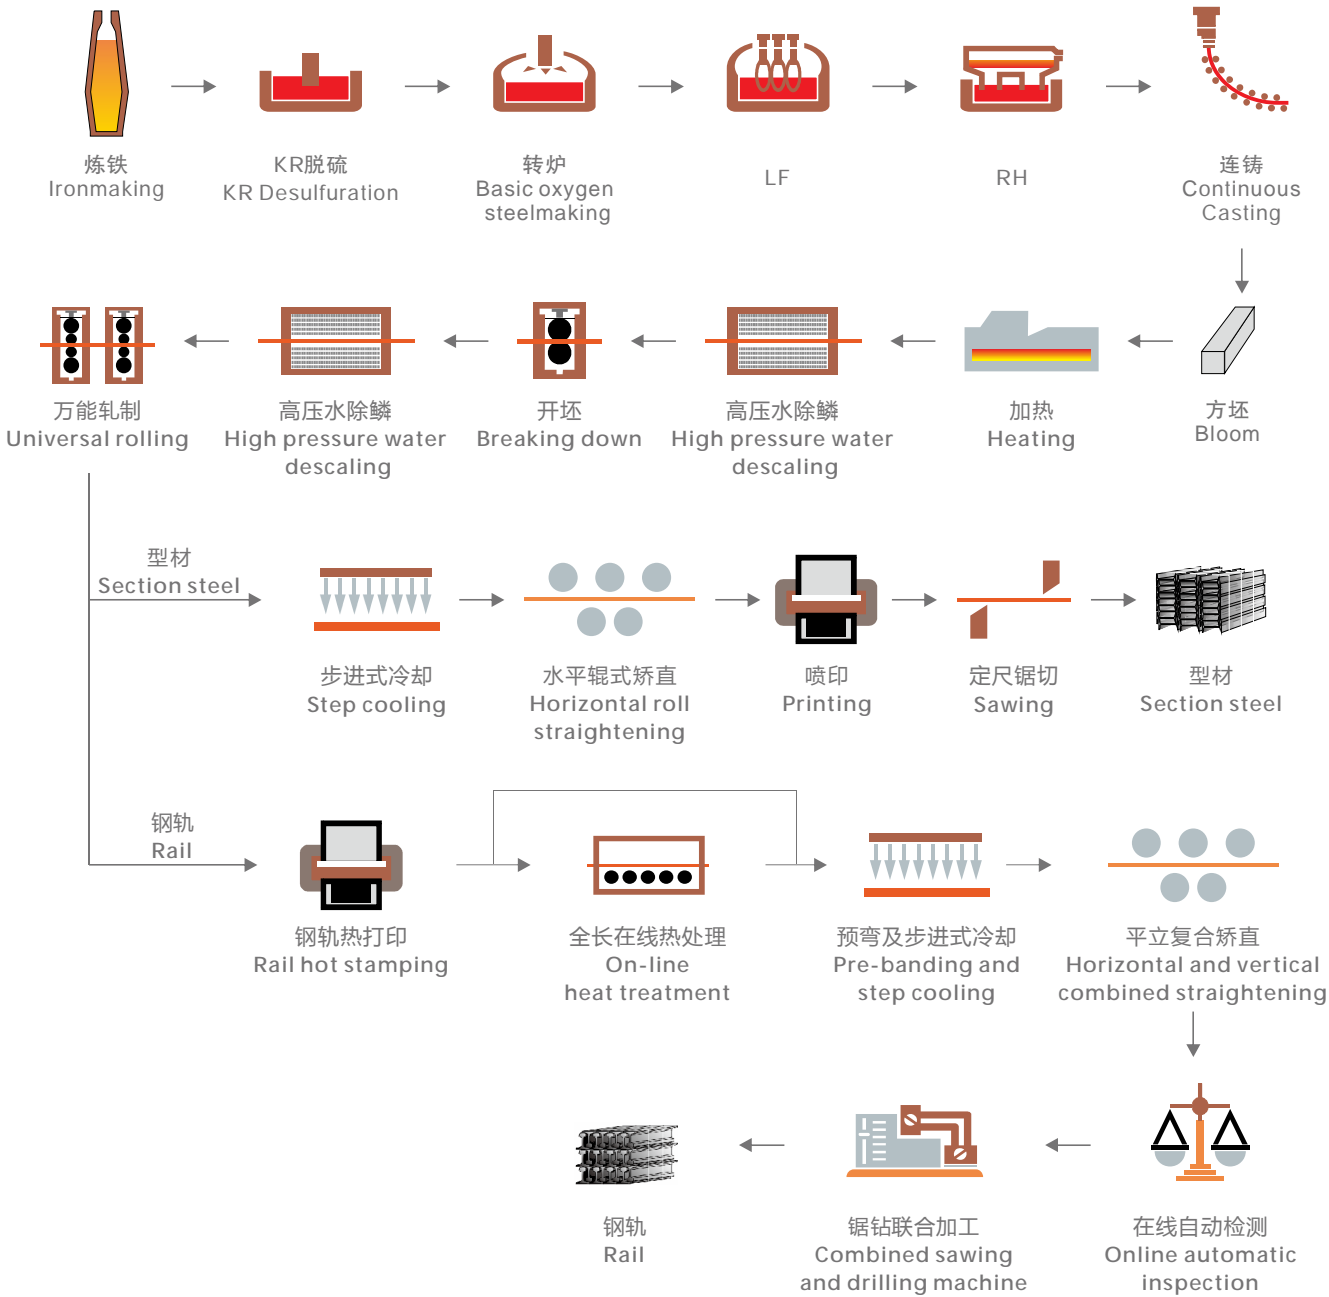 炼铁
Ironmaking
KR脱硫
KR Desulfuration
转炉
Basic oxygen
steelmaking
LF
RH
连铸
Continuous
Casting
万能轧制
Universal rolling
高压水除鳞
High pressure water
descaling
开坯
Breaking down
高压水除鳞
High pressure water
descaling
加热
Heating
方坯
Bloom
型材
Section steel
步进式冷却
Step cooling
水平辊式矫直
Horizontal roll
straightening
喷印
Printing
定尺锯切
Sawing
型材
Section steel
钢轨
Rail
钢轨热打印
Rail hot stamping
全长在线热处理
On-line
heat treatment
预弯及步进式冷却
Pre-banding and
step cooling
平立复合矫直
Horizontal and vertical
combined straightening
钢轨
Rail
锯钻联合加工
Combined sawing
and drilling machine
在线自动检测
Online automatic
inspection